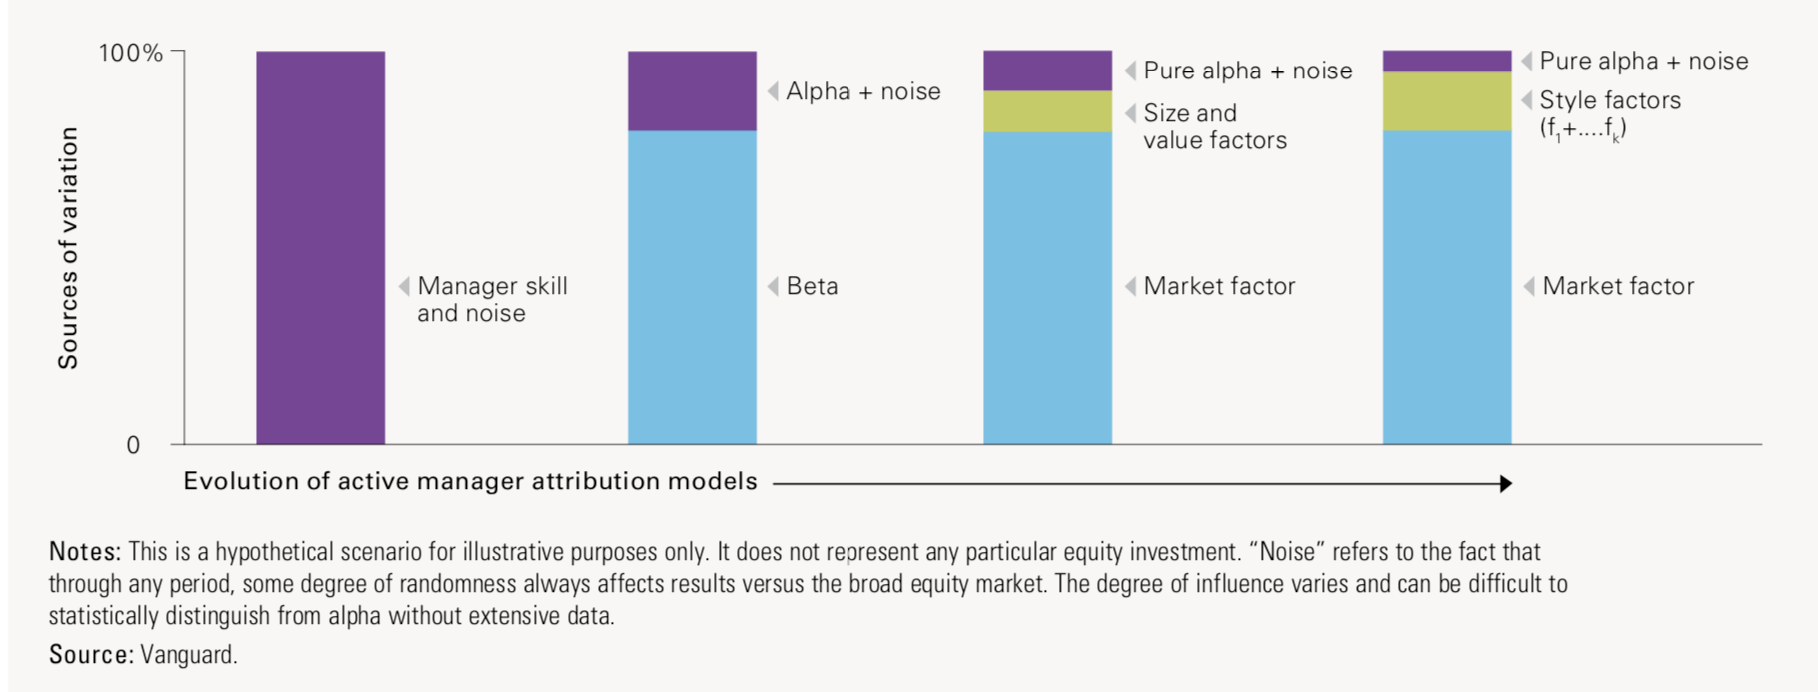 100%
Sources of variation
0
Manager skill
and noise
Alpha + noise
Beta
Pure alpha + noise
Size and
value factors
Market factor
Pure alpha + noise
Style factors
(f1+....fk)
Market factor
Evolution of active manager attribution models
Notes: This is a hypothetical scenario for illustrative purposes only. It does not represent any particular equity investment. “Noise” refers to the fact that
through any period, some degree of randomness always affects results versus the broad equity market. The degree of influence varies and can be difficult to
statistically distinguish from alpha without extensive data.
Source: Vanguard.